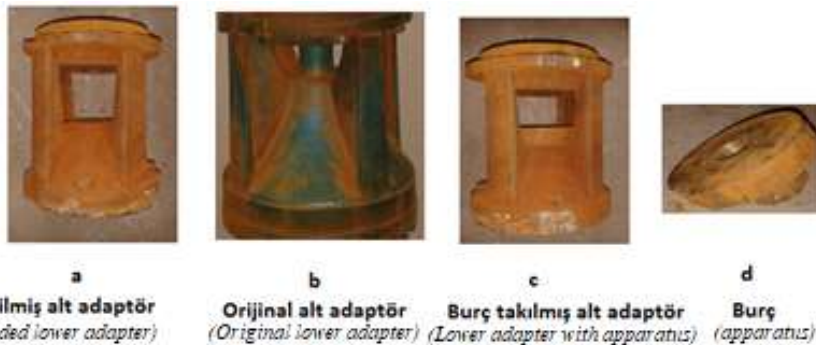 a
b
c
d
ilmiş alt adaptör
Orijinal alt adaptör
Burç takılmış alt adaptör
Burç
ded lower adapter)
(Original lower adapter)
(Lower adapter with apparatus)
(apparatus)